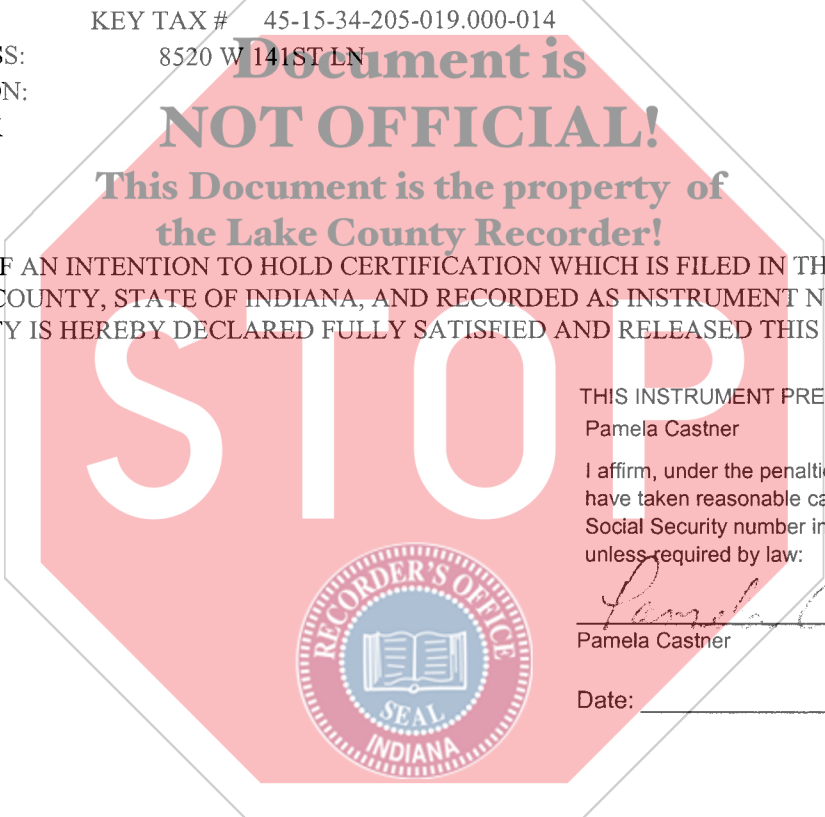 KEY TAX # 45-15-34-205-019.000-014
SS: 8520 W 141ST LN
ON:
Document is
NOT OFFICIAL!
This Document is the property of
the Lake County Recorder!
F AN INTENTION TO HOLD CERTIFICATION WHICH IS FILED IN TH
COUNTY, STATE OF INDIANA, AND RECORDED AS INSTRUMENT N
TY IS HEREBY DECLARED FULLY SATISFIED AND RELEASED THIS
STOP
THIS INSTRUMENT PRE
Pamela Castner
I affirm, under the penalti
have taken reasonable ca
Social Security number in
unless required by law:
Pamela C
Pamela Castner
Date:
RECORDER'S OFFICE
SEAL
INDIANA